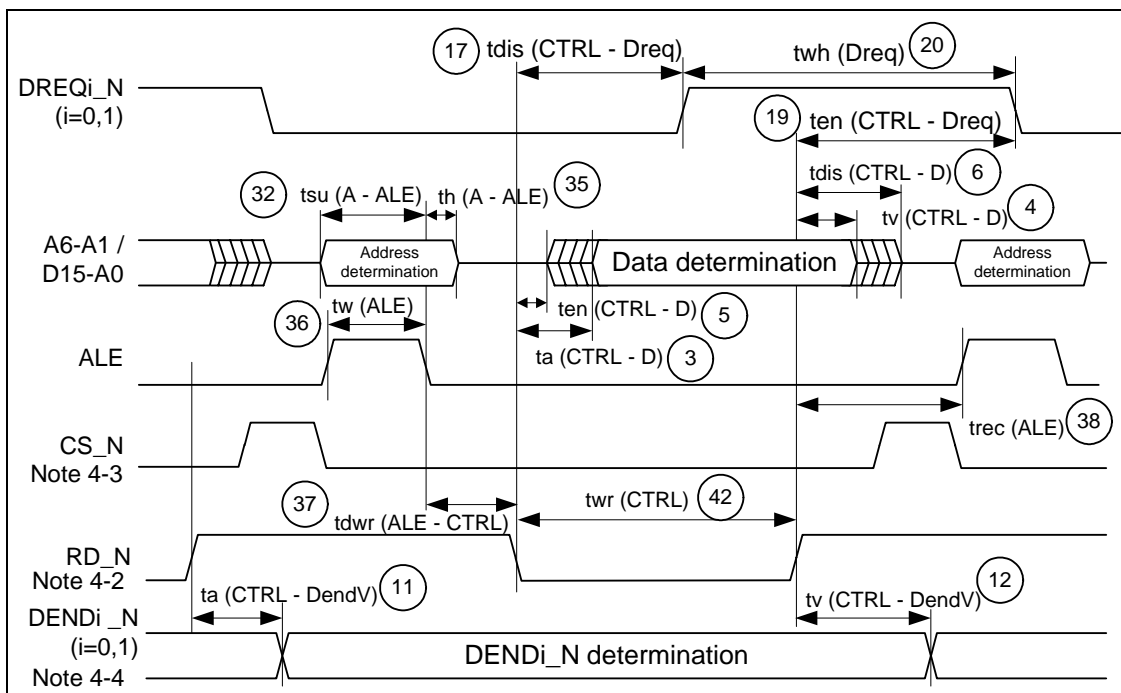 17 tdis (CTRL - Dreq) twh (Dreq) 20
DREQi_N
(i=0,1)
19 ten (CTRL - Dreq)
tdis (CTRL - D) 6
32 tsu (A - ALE) th (A - ALE) 35
tv (CTRL - D) 4
A6-A1 /
D15-A0
Address
determination
Data determination
Address
determination
36 tw (ALE)
ten (CTRL - D) 5
ta (CTRL - D) 3
ALE
trec (ALE) 38
CS_N
Note 4-3
37 tdwr (ALE - CTRL)
twr (CTRL) 42
RD_N
Note 4-2
ta (CTRL - DendV) 11
tv (CTRL - DendV) 12
DENDi _N
(i=0,1)
Note 4-4
DENDi_N determination